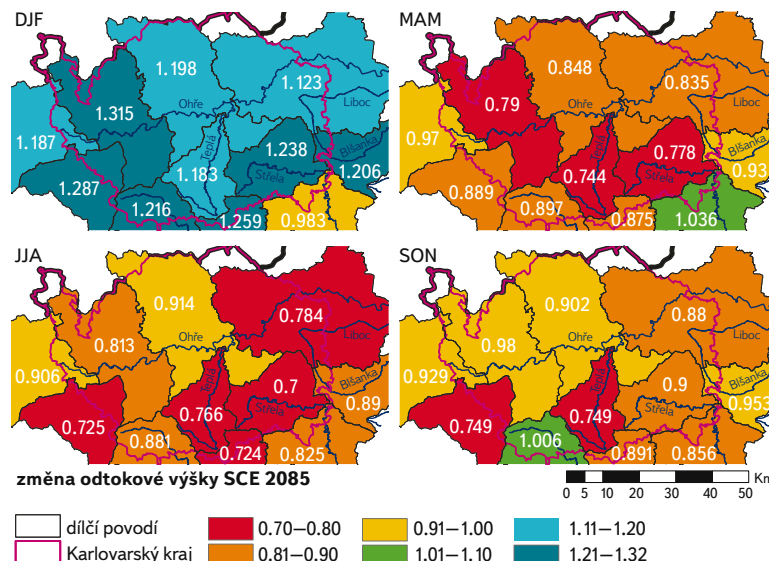 DJF
1.198
1.123
Ohře
Liboc
1.315
1.187
Teplá
1.238
Blšanka
1.183
Střela
1.206
1.287
1.216
1.259
0.983
MAM
0.848
0.835
0.79
Ohře
Liboc
0.97
Teplá
0.778
Blšanka
0.93
0.744
Střela
0.889
0.897
0.875
1.036
JJA
0.914
0.784
0.813
Ohře
Liboc
0.906
Teplá
0.7
Blšanka
0.89
0.766
Střela
0.725
0.881
0.724
0.825
SON
0.902
0.88
0.98
Ohře
Liboc
0.929
Teplá
0.9
Blšanka
0.953
0.749
0.749
Střela
1.006
0.891
0.856
změna odtokové výšky SCE 2085
0 5 10 20 30 40 50 Km
dílčí povodí
0.70—0.80
0.91—1.00
1.11—1.20
Karlovarský kraj
0.81—0.90
1.01—1.10
1.21—1.32